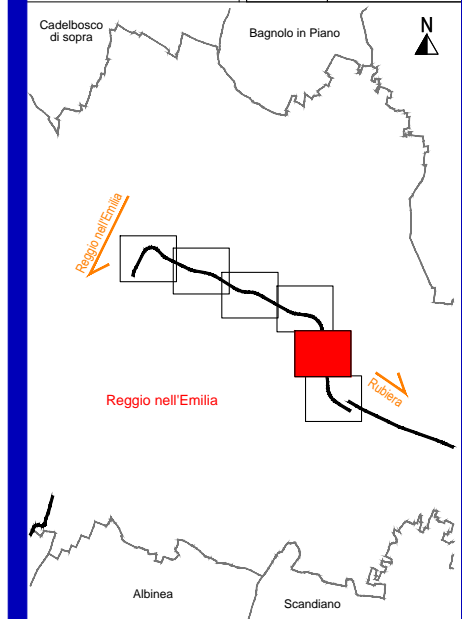 Cadelbosco
di sopra
Bagnolo in Piano
N
Reggio nell'Emilia
Rubiera
Reggio nell'Emilia
Albinea
Scandiano